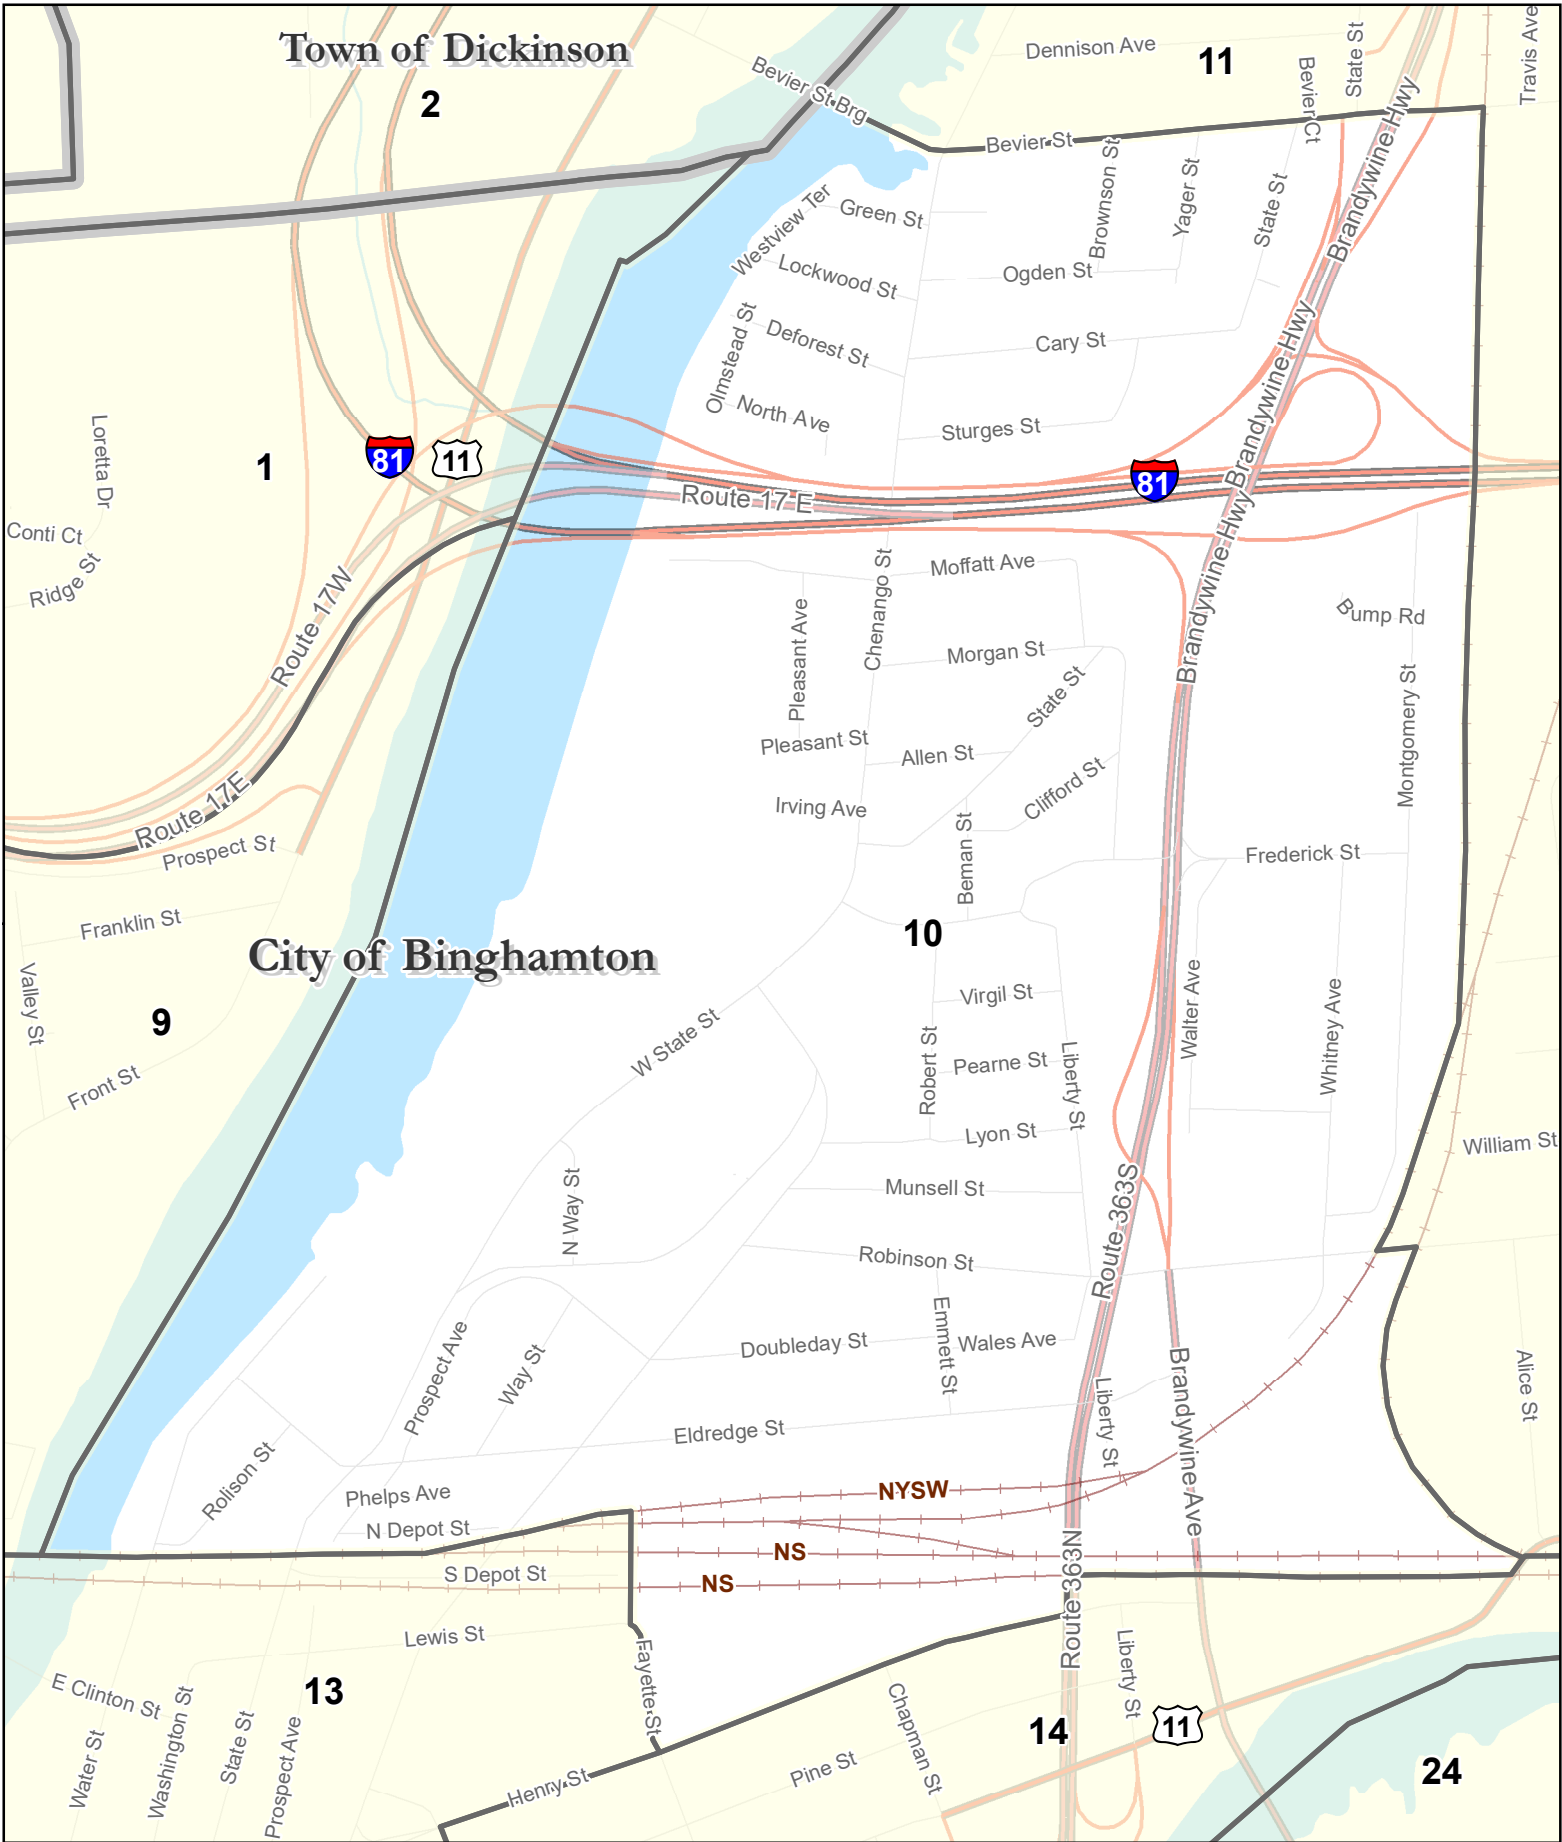 Town of Dickinson
2
Bevier St Brg
Dennison Ave
11
Bevier Ct
State St
Travis Ave
Brandywine Hwy
Bevier St
Westview Ter
Green St
Brownson St
Yager St
State St
Lockwood St
Ogden St
Olmstead St
Deforest St
Cary St
Brandywine Hwy
North Ave
Sturges St
Loretta Dr
1
81
11
Route 17 E
81
Brandywine Hwy
Conti Ct
Ridge St
Route 17W
Moffatt Ave
Chenango St
Pleasant Ave
Bump Rd
Morgan St
State St
Montgomery St
Pleasant St
Allen St
Clifford St
Route 17E
Irving Ave
Beman St
Prospect St
Frederick St
Franklin St
City of Binghamton
10
Valley St
9
Virgil St
Walter Ave
Whitney Ave
W State St
Robert St
Pearne St
Liberty St
Front St
Lyon St
William St
N Way St
Munsell St
Route 363S
Robinson St
Emmett St
Prospect Ave
Way St
Doubleday St
Wales Ave
Brandywine Ave
Alice St
Liberty St
Eldredge St
Rolison St
Phelps Ave
NYSW
N Depot St
NS
S Depot St
NS
Route 363N
Lewis St
Fayette St
Liberty St
E Clinton St
13
Washington St
Water St
State St
Prospect Ave
Chapman St
14
11
Henry St
Pine St
24